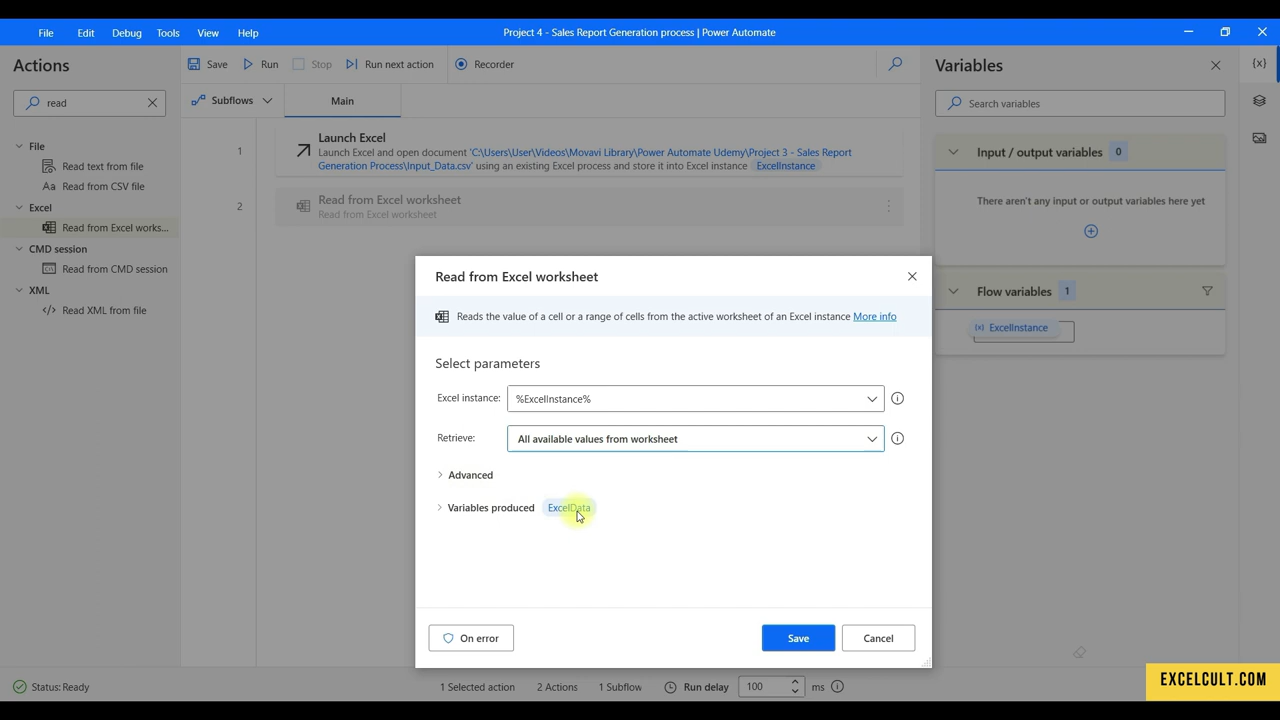 File Edit Debug Tools View Help
Project 4 - Sales Report Generation process | Power Automate
Actions
Save Run Stop Run next action Recorder
Variables
{x}
read
Subflows
Main
Search variables
File
Read text from file
Aa Read from CSV file
Excel
Read from Excel works...
CMD session
Read from CMD session
XML
Read XML from file
1
Launch Excel
Launch Excel and open document 'C:\Users\User\Videos\Movavi Library\Power Automate Udemy\Project 3 - Sales Report
Generation Process\Input_Data.csv' using an existing Excel process and store it into Excel instance ExcelInstance
2
Read from Excel worksheet
Read from Excel worksheet
Input / output variables 0
There aren't any input or output variables here yet
Flow variables 1
(x) ExcelInstance
Read from Excel worksheet
Reads the value of a cell or a range of cells from the active worksheet of an Excel instance More info
Select parameters
Excel instance: %ExcelInstance%
Retrieve: All available values from worksheet
Advanced
Variables produced ExcelData
On error
Save
Cancel
Status: Ready
1 Selected action 2 Actions 1 Subflow Run delay 100 ms
EXCELCULT.COM